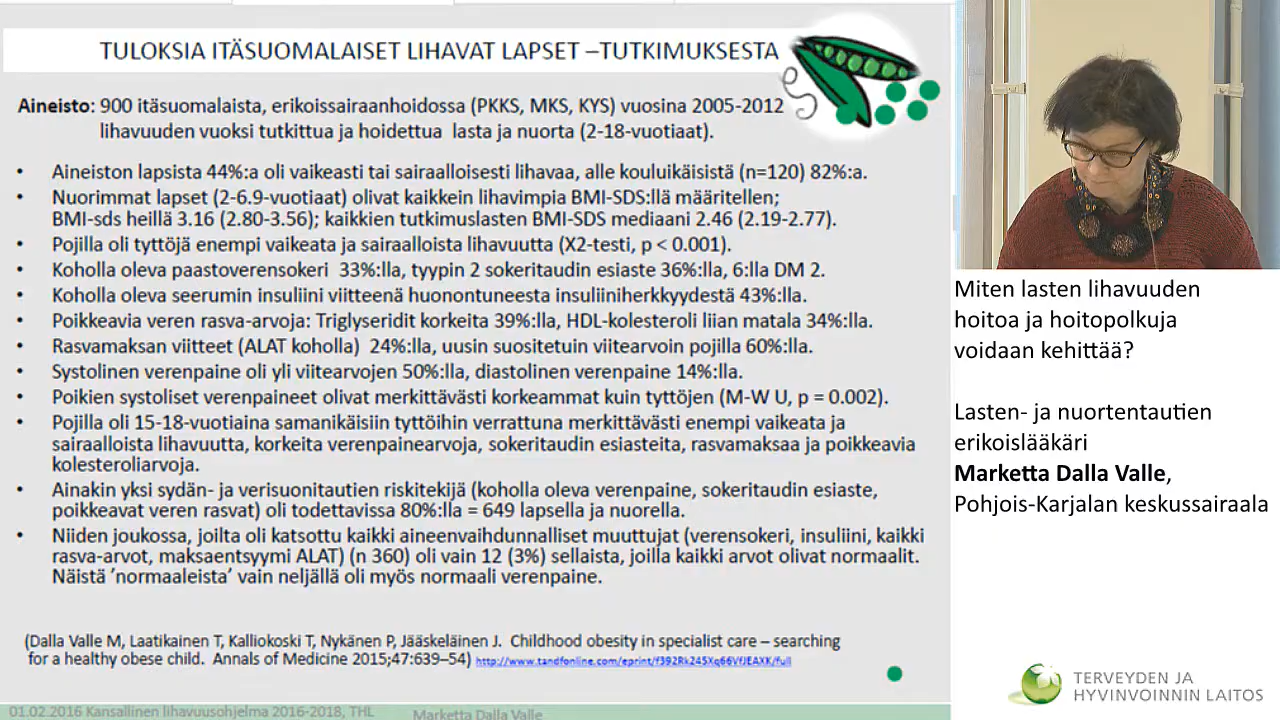 TULOKSIA ITÄSUOMALAISET LIHAVAT LAPSET –TUTKIMUKSESTA
Aineisto: 900 itäsuomalaista, erikoissairaanhoidossa (PKKS, MKS, KYS) vuosina 2005-2012
lihavuuden vuoksi tutkittua ja hoidettua lasta ja nuorta (2-18-vuotiaat).
• Aineiston lapsista 44%:a oli vaikeasti tai sairaalloisesti lihavaa, alle kouluikäisistä (n=120) 82%:a.
• Nuorimmat lapset (2-6.9-vuotiaat) olivat kaikkein lihavimpia BMI-SDS:llä määritellen;
BMI-sds heillä 3.16 (2.80-3.56); kaikkien tutkimuslasten BMI-SDS mediaani 2.46 (2.19-2.77).
• Pojilla oli tyttöjä enempi vaikeata ja sairaalloista lihavuutta (X2-testi, p < 0.001).
• Koholla oleva paastoverensokeri 33%:lla, tyypin 2 sokeritaudin esiaste 36%:lla, 6:lla DM 2.
• Koholla oleva seerumin insuliini viitteenä huonontuneesta insuliiniherkkyydestä 43%:lla.
• Poikkeavia veren rasva-arvoja: Triglyseridit korkeita 39%:lla, HDL-kolesteroli liian matala 34%:lla.
• Rasvamaksan viitteet (ALAT koholla) 24%:lla, uusin suositetuin viitearvoin pojilla 60%:lla.
• Systolinen verenpaine oli yli viitearvojen 50%:lla, diastolinen verenpaine 14%:lla.
• Poikien systoliset verenpaineet olivat merkittävästi korkeammat kuin tyttöjen (M-W U, p = 0.002).
• Pojilla oli 15-18-vuotiaina samanikäisiin tyttöihin verrattuna merkittävästi enempi vaikeata ja
sairaalloista lihavuutta, korkeita verenpainearvoja, sokeritaudin esiasteita, rasvamaksaa ja poikkeavia
kolesteroliarvoja.
• Ainakin yksi sydän- ja verisuonitautien riskitekijä (koholla oleva verenpaine, sokeritaudin esiaste,
poikkeavat veren rasvat) oli todettavissa 80%:lla = 649 lapsella ja nuorella.
• Niiden joukossa, joilta oli katsottu kaikki aineenvaihdunnalliset muuttujat (verensokeri, insuliini, kaikki
rasva-arvot, maksaentsyymi ALAT) (n 360) oli vain 12 (3%) sellaista, joilla kaikki arvot olivat normaalit.
Näistä ’normaaleista’ vain neljällä oli myös normaali verenpaine.
(Dalla Valle M, Laatikainen T, Kalliokoski T, Nykänen P, Jääskeläinen J. Childhood obesity in specialist care – searching
for a healthy obese child. Annals of Medicine 2015;47:639–54) http://www.tandfonline.com/eprint/f392Rk245Xq66VfJEAXK/full
01.02.2016 Kansallinen lihavuusohjelma 2016-2018, THL
Marketta Dalla Valle
Miten lasten lihavuuden
hoitoa ja hoitopolkuja
voidaan kehittää?
Lasten- ja nuortentautien
erikoislääkäri
Marketta Dalla Valle,
Pohjois-Karjalan keskussairaala
TERVEYDEN JA
HYVINVOINNIN LAITOS